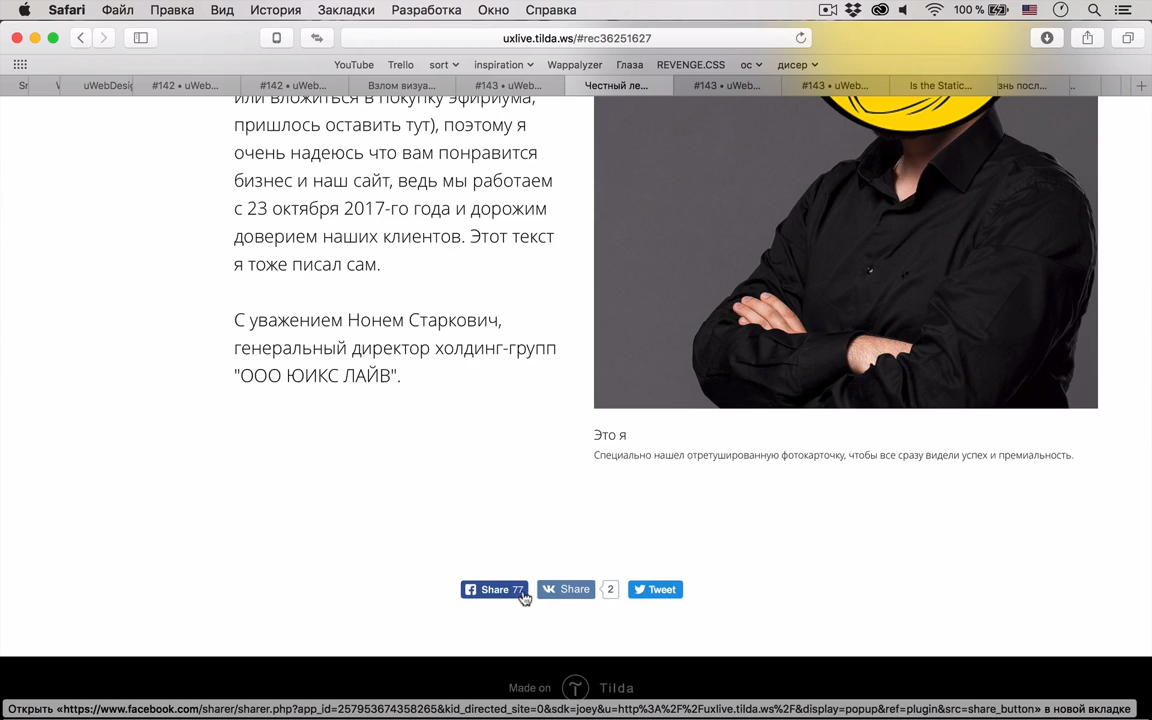 Safari Файл Правка Вид История Закладки Разработка Окно Справка 100 %
uxlive.tilda.ws/#rec36251627
YouTube Trello sort inspiration Wappalyzer Глаза REVENGE.CSS ос дисер
uWebDesig #142 • uWeb... #142 • uWeb... Взлом визуа... #143 • uWeb... Честный ле... #143 • uWeb... #143 • uWeb... Is the Static... знь посл...
или вложиться в покупку эфириума,
пришлось оставить тут), поэтому я
очень надеюсь что вам понравится
бизнес и наш сайт, ведь мы работаем
с 23 октября 2017-го года и дорожим
доверием наших клиентов. Этот текст
я тоже писал сам.
С уважением Нонем Старкович,
генеральный директор холдинг-групп
"ООО ЮИКС ЛАЙВ".
Это я
Специально нашел отретушированную фотокарточку, чтобы все сразу видели успех и премиальность.
Share 77 Share 2 Tweet
Made on Tilda
Открыть «https://www.facebook.com/sharer/sharer.php?app_id=257953674358265&kid_directed_site=0&sdk=joey&u=http%3A%2F%2Fuxlive.tilda.ws%2F&display=popup&ref=plugin&src=share_button» в новой вкладке